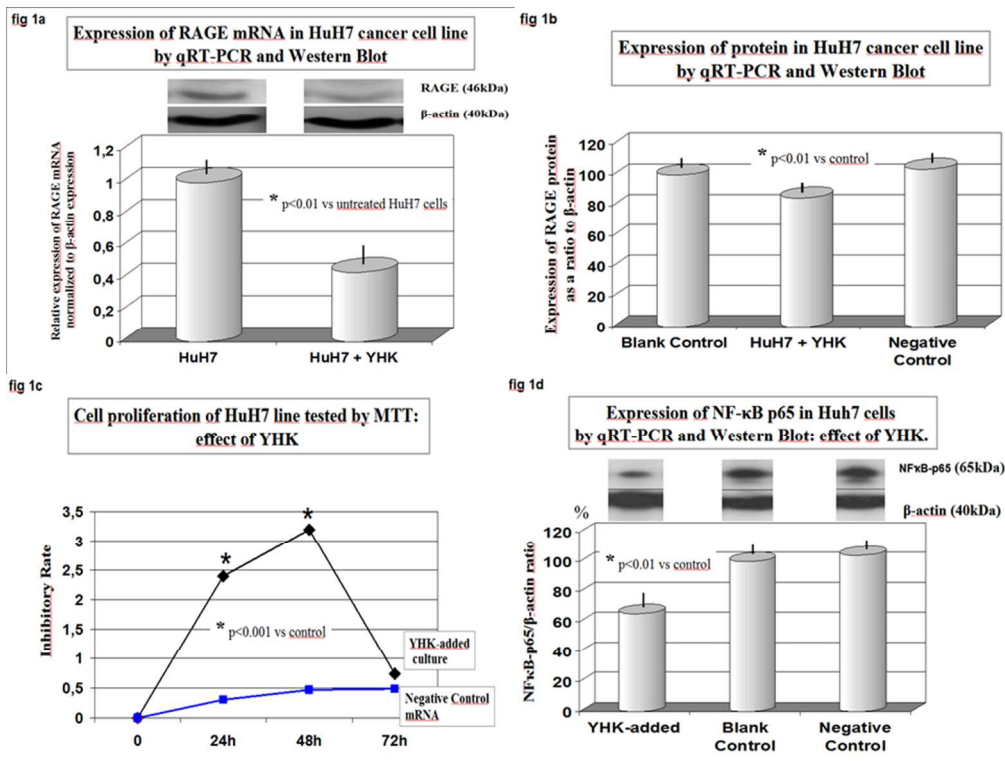 fig 1a
Expression of RAGE mRNA in HuH7 cancer cell line
by qRT-PCR and Western Blot
RAGE (46kDa)
β-actin (40kDa)
Relative expression of RAGE mRNA
normalized to β-actin expression
1,2
1
0,8
0,6
0,4
0,2
0
* p<0.01 vs untreated HuH7 cells
HuH7
HuH7 + YHK
fig 1b
Expression of protein in HuH7 cancer cell line
by qRT-PCR and Western Blot
Expression of RAGE protein
as a ratio to β-actin
120
100
80
60
40
20
0
* p<0.01 vs control
Blank Control
HuH7 + YHK
Negative
Control
fig 1c
Cell proliferation of HuH7 line tested by MTT:
effect of YHK
Inhibitory Rate
3,5
3
2,5
2
1,5
1
0,5
0
*
*
* p<0.001 vs control
YHK-added
culture
Negative Control
mRNA
0
24h
48h
72h
fig 1d
Expression of NF-κB p65 in Huh7 cells
by qRT-PCR and Western Blot: effect of YHK.
NFκB-p65 (65kDa)
β-actin (40kDa)
%
NFκB-p65/β-actin ratio
120
100
80
60
40
20
0
* p<0.01 vs control
YHK-added
Blank
Control
Negative
Control